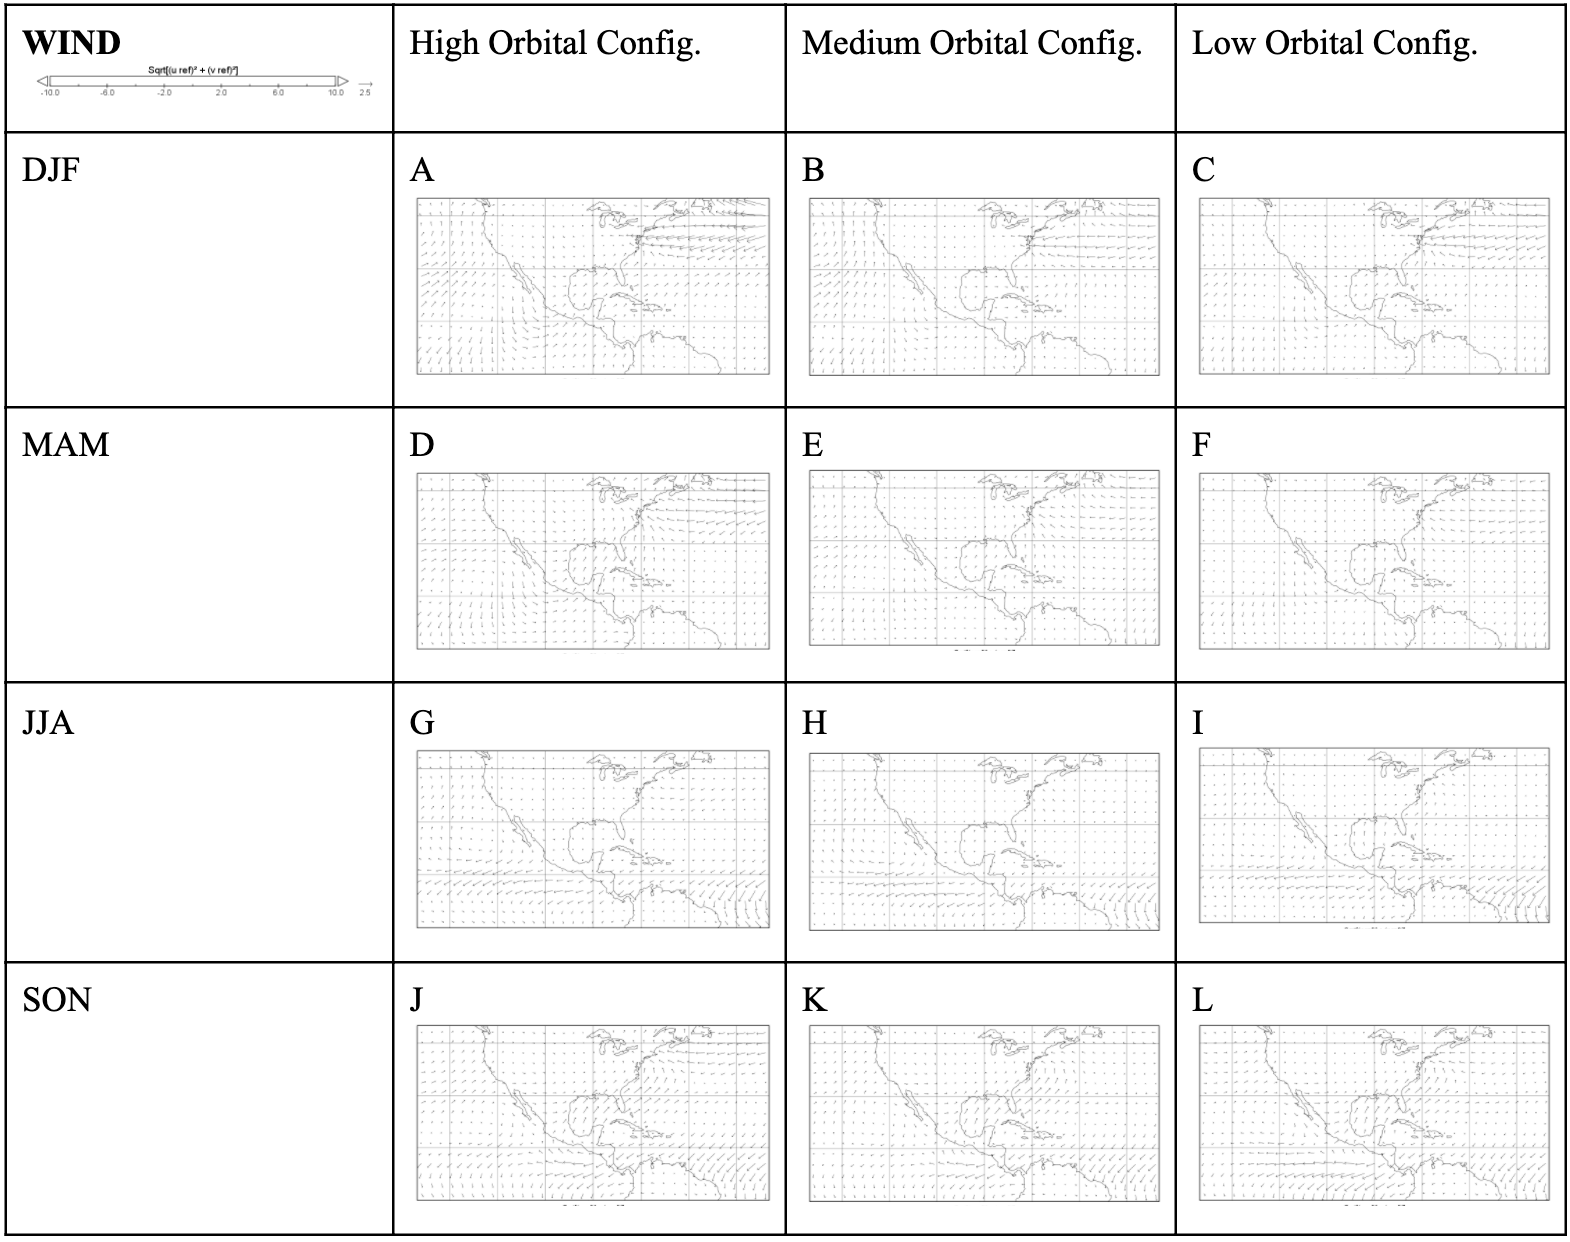 WIND
High Orbital Config.
Medium Orbital Config.
Low Orbital Config.
Sqrt[(u ref)² + (v ref)²]
-10.0 -6.0 -2.0 2.0 6.0 10.0 2.5
DJF
A
B
C
MAM
D
E
F
JJA
G
H
I
SON
J
K
L